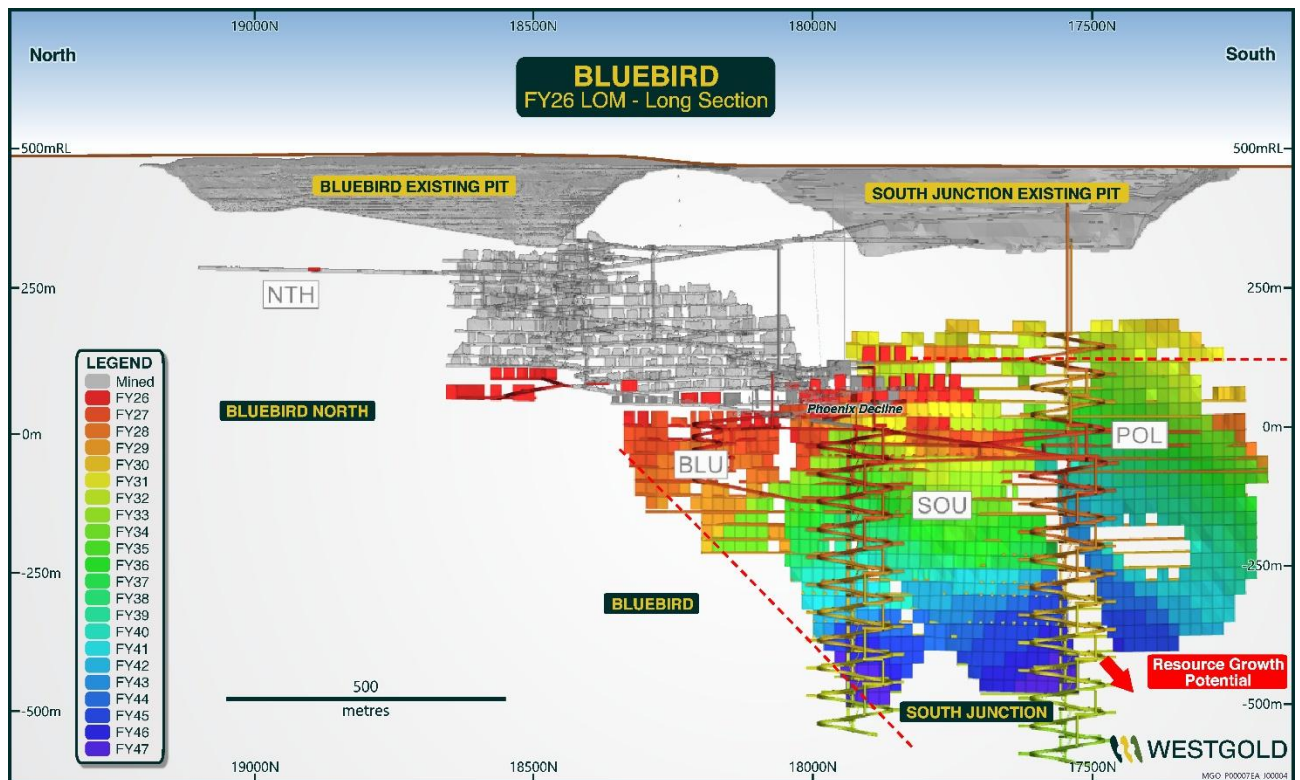 19000N
18500N
18000N
17500N
North
South
BLUEBIRD
FY26 LOM - Long Section
500mRL
500mRL
BLUEBIRD EXISTING PIT
SOUTH JUNCTION EXISTING PIT
250m
250m
NTH
LEGEND
Mined
FY26
FY27
FY28
FY29
FY30
FY31
FY32
FY33
FY34
FY35
FY36
FY37
FY38
FY39
FY40
FY41
FY42
FY43
FY44
FY45
FY46
FY47
BLUEBIRD NORTH
Phoenix Decline
0m
0m
BLU
POL
SOU
-250m
-250m
BLUEBIRD
Resource Growth
Potential
500
metres
-500m
-500m
SOUTH JUNCTION
WESTGOLD
19000N
18500N
18000N
17500N
MGO_P00007EA_J00004